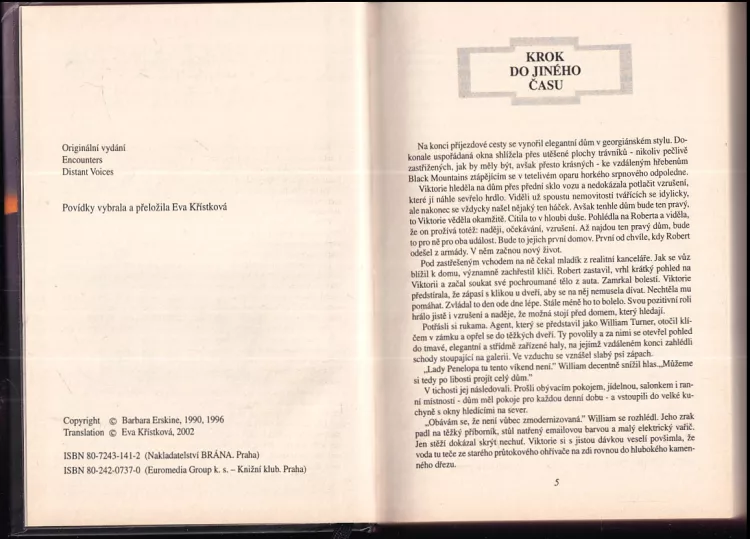 Originální vydání
Encounters
Distant Voices
Povídky vybrala a přeložila Eva Křístková
Copyright © Barbara Erskine, 1990, 1996
Translation © Eva Křístková, 2002
ISBN 80-7243-141-2 (Nakladatelství BRÁNA. Praha)
ISBN 80-242-0737-0 (Euromedia Group k. s. – Knižní klub. Praha)
KROK
DO JINÉHO
ČASU
Na konci příjezdové cesty se vynořil elegantní dům v georgiánském stylu. Do-
konale uspořádaná okna shlížela přes utěšené plochy trávníků - nikoliv pečlivě
zastřižených, jak by měly být, avšak přesto krásných - ke vzdáleným hřebenům
Black Mountains ztápějícím se v tetelivém oparu horkého srpnového odpoledne.
Viktorie hleděla na dům přes přední sklo vozu a nedokázala potlačit vzrušení,
které jí náhle sevřelo hrdlo. Viděli už spoustu nemovitostí tvářících se idylicky,
ale nakonec se vždycky našel nějaký ten háček. Avšak tenhle dům bude ten pravý,
to Viktorie věděla okamžitě. Cítila to v hloubi duše. Pohlédla na Roberta a viděla,
že on prožívá totéž: naději, očekávání, vzrušení. Až najdou ten pravý dům, bude
to pro ně pro oba událost. Bude to jejich první domov. První od chvíle, kdy Robert
odešel z armády. V něm začnou nový život.
Pod zastřešeným vchodem na ně čekal mladík z realitní kanceláře. Jak se vůz
blížil k domu, významně zachřestil klíči. Robert zastavil, vrhl krátký pohled na
Viktorii a začal soukat své pochroumané tělo z auta. Zamrkal bolestí. Viktorie
předstírala, že zápasí s klikou u dveří, aby se na něj nemusela dívat. Nechtěla mu
pomáhat. Zvládal to den ode dne lépe. Stále méně ho to bolelo. Svou pozitivní roli
hrálo jistě i vzrušení a naděje, že možná stojí před domem, který hledají.
Potřásli si rukama. Agent, který se představil jako William Turner, otočil klí-
čem v zámku a opřel se do těžkých dveří. Ty povolily a za nimi se otevřel pohled
do tmavé, elegantní a střídmě zařízené haly, na jejímž vzdáleném konci zahlédli
schody stoupající na galerii. Ve vzduchu se vznášel slabý psí zápach.
„Lady Penelopa tu tento víkend není." William decentně snížil hlas. „Můžeme
si tedy po libosti projít celý dům."
V tichosti jej následovali. Prošli obývacím pokojem, jídelnou, salonkem i ran-
ní místností - dům měl pokoje pro každou denní dobu - a vstoupili do velké ku-
chyně s okny hledícími na sever.
„Obávám se, že není vůbec zmodernizovaná." William se rozhlédl. Jeho zrak
padl na těžký příborník, stůl natřený emailovou barvou a malý elektrický vařič.
Jen stěží dokázal skrýt nechuť. Viktorie si s jistou dávkou veselí povšimla, že
voda tu teče ze starého průtokového ohřívače na zdi rovnou do hlubokého kamen-
ného dřezu.
5